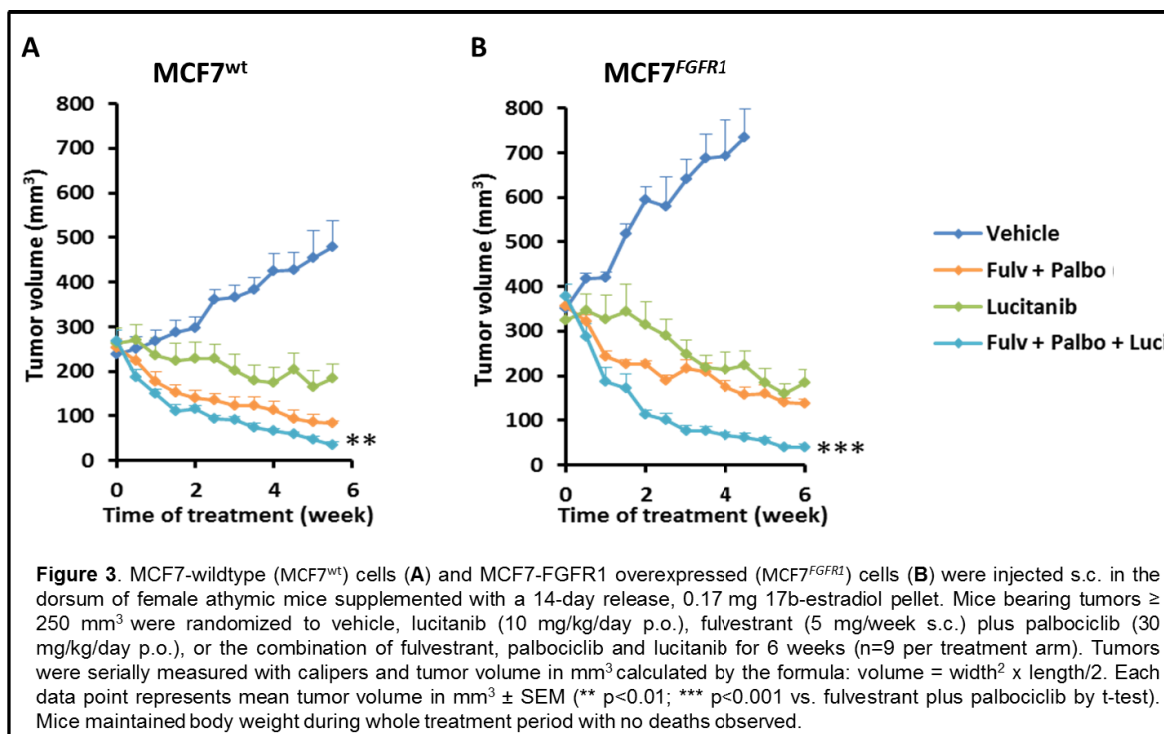 A
MCF7wt
800
700
600
500
400
300
200
100
0
Tumor volume (mm3)
**
0 2 4 6
Time of treatment (week)
B
MCF7FGFR1
800
700
600
500
400
300
200
100
0
Tumor volume (mm3)
***
0 2 4 6
Time of treatment (week)
Vehicle
Fulv + Palbo (
Lucitanib
Fulv + Palbo + Luci
Figure 3. MCF7-wildtype (MCF7wt) cells (A) and MCF7-FGFR1 overexpressed (MCF7FGFR1) cells (B) were injected s.c. in the
dorsum of female athymic mice supplemented with a 14-day release, 0.17 mg 17b-estradiol pellet. Mice bearing tumors ≥
250 mm3 were randomized to vehicle, lucitanib (10 mg/kg/day p.o.), fulvestrant (5 mg/week s.c.) plus palbociclib (30
mg/kg/day p.o.), or the combination of fulvestrant, palbociclib and lucitanib for 6 weeks (n=9 per treatment arm). Tumors
were serially measured with calipers and tumor volume in mm3 calculated by the formula: volume = width2 x length/2. Each
data point represents mean tumor volume in mm3 ± SEM (** p<0.01; *** p<0.001 vs. fulvestrant plus palbociclib by t-test).
Mice maintained body weight during whole treatment period with no deaths cbserved.